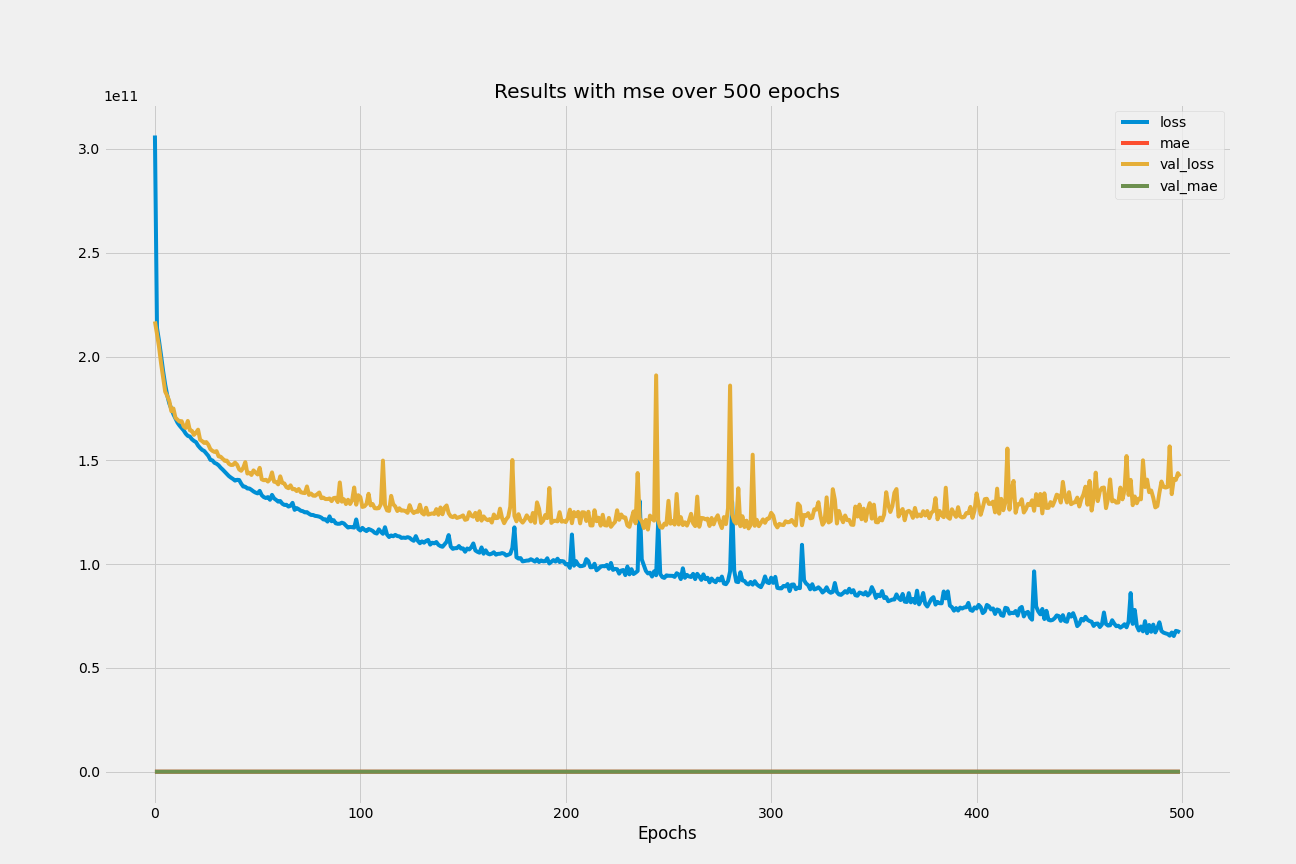 Results with mse over 500 epochs
1e11
3.0
2.5
2.0
1.5
1.0
0.5
0.0
0 100 200 300 400 500
Epochs
loss
mae
val_loss
val_mae